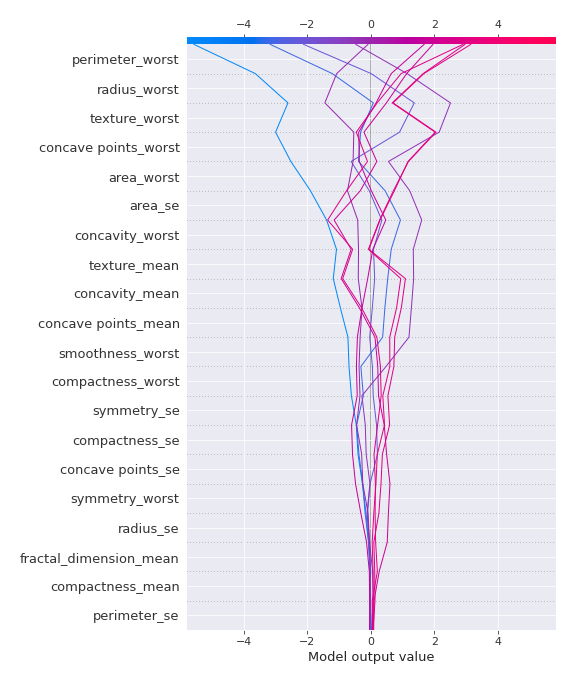 −4 −2 0 2 4
perimeter_worst
radius_worst
texture_worst
concave points_worst
area_worst
area_se
concavity_worst
texture_mean
concavity_mean
concave points_mean
smoothness_worst
compactness_worst
symmetry_se
compactness_se
concave points_se
symmetry_worst
radius_se
fractal_dimension_mean
compactness_mean
perimeter_se
−4 −2 0 2 4
Model output value